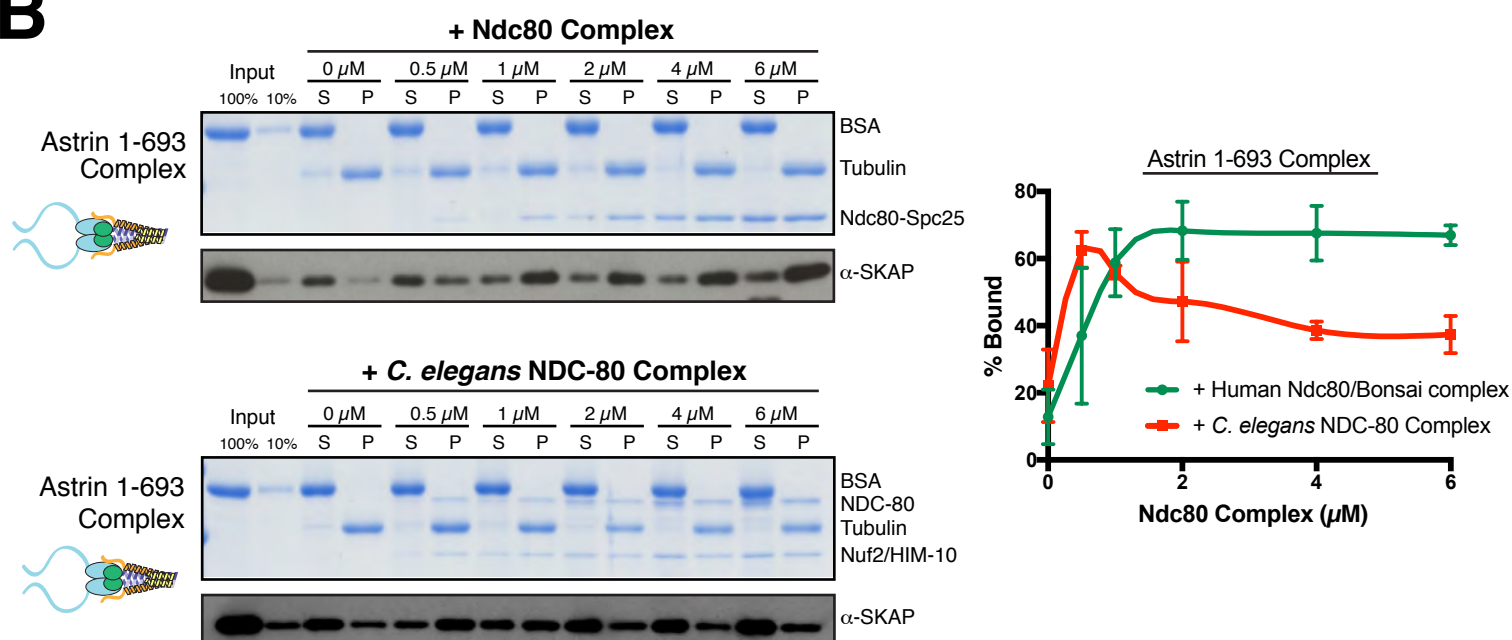 B
+ Ndc80 Complex
Input 0 µM 0.5 µM 1 µM 2 µM 4 µM 6 µM
100% 10% S P S P S P S P S P S P
Astrin 1-693
Complex
BSA
Tubulin
Ndc80-Spc25
α-SKAP
+ C. elegans NDC-80 Complex
Input 0 µM 0.5 µM 1 µM 2 µM 4 µM 6 µM
100% 10% S P S P S P S P S P S P
Astrin 1-693
Complex
BSA
NDC-80
Tubulin
Nuf2/HIM-10
α-SKAP
Astrin 1-693 Complex
80
60
40
20
0
% Bound
+ Human Ndc80/Bonsai complex
+ C. elegans NDC-80 Complex
0 2 4 6
Ndc80 Complex (µM)